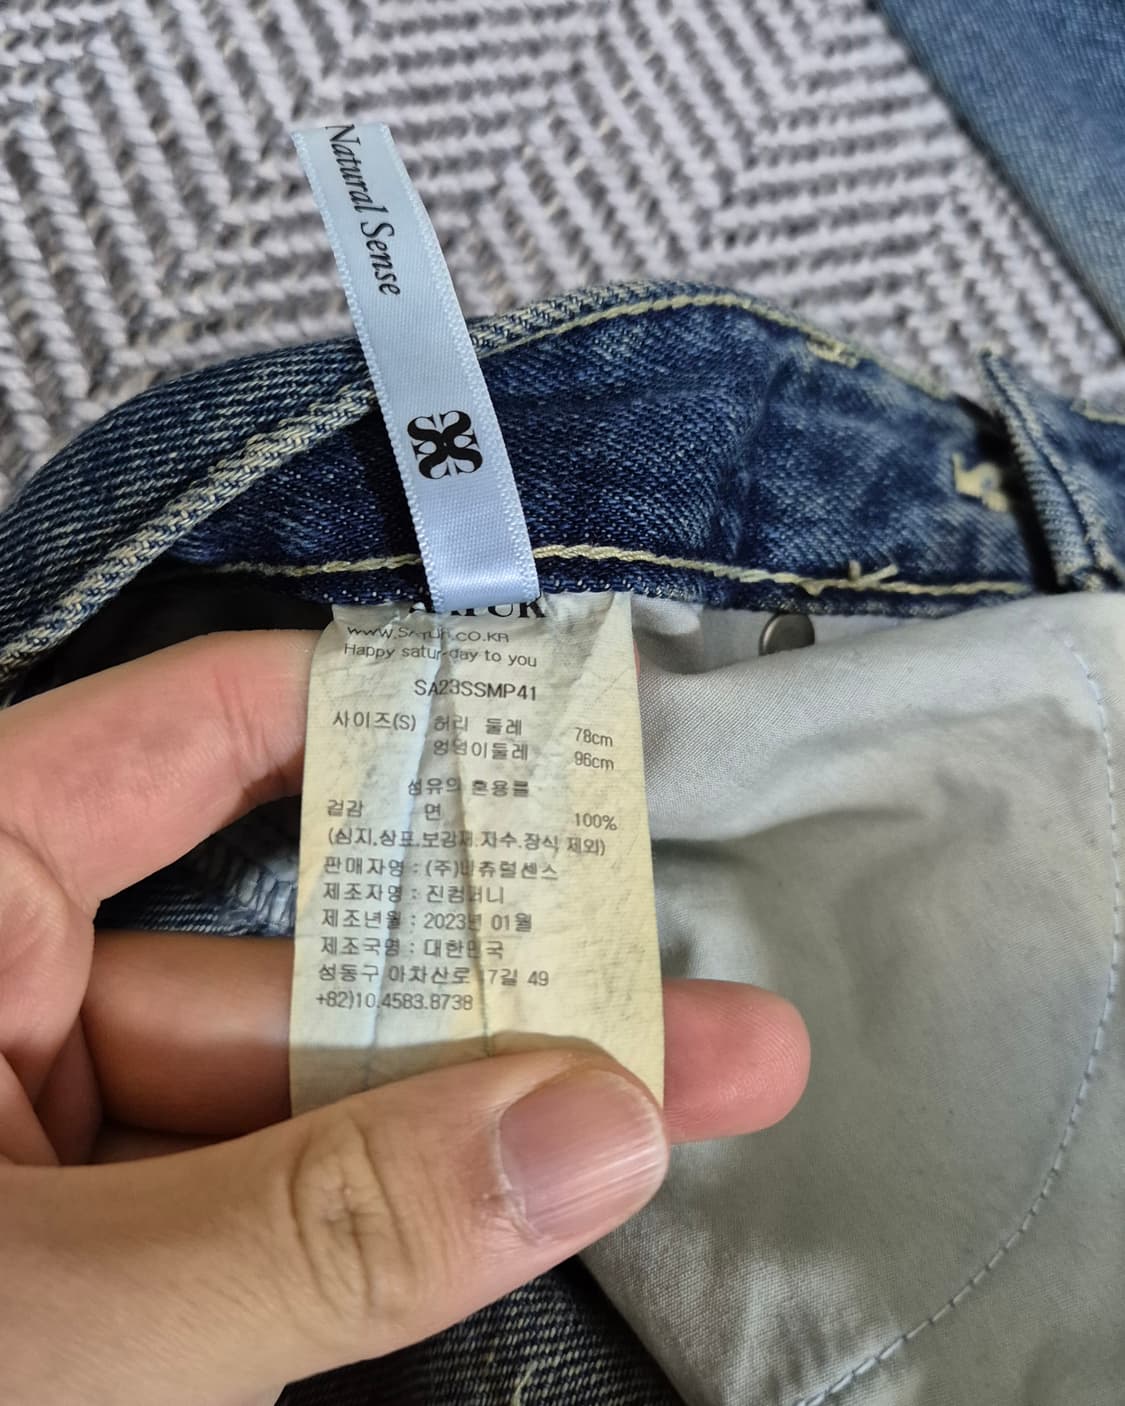 Natural Sense
www.SATUR.CO.KR
Happy satur-day to you
SA23SSMP41
사이즈(S) 허리 둘레 78cm
엉덩이둘레 96cm
섬유의 혼용률
겉감 면 100%
(심지,상표,보강재,자수,장식 제외)
판매자명 : (주)내츄럴센스
제조자명 : 진컴퍼니
제조년월 : 2023년 01월
제조국명 : 대한민국
성동구 아차산로 7길 49
+82)10.4583.8738